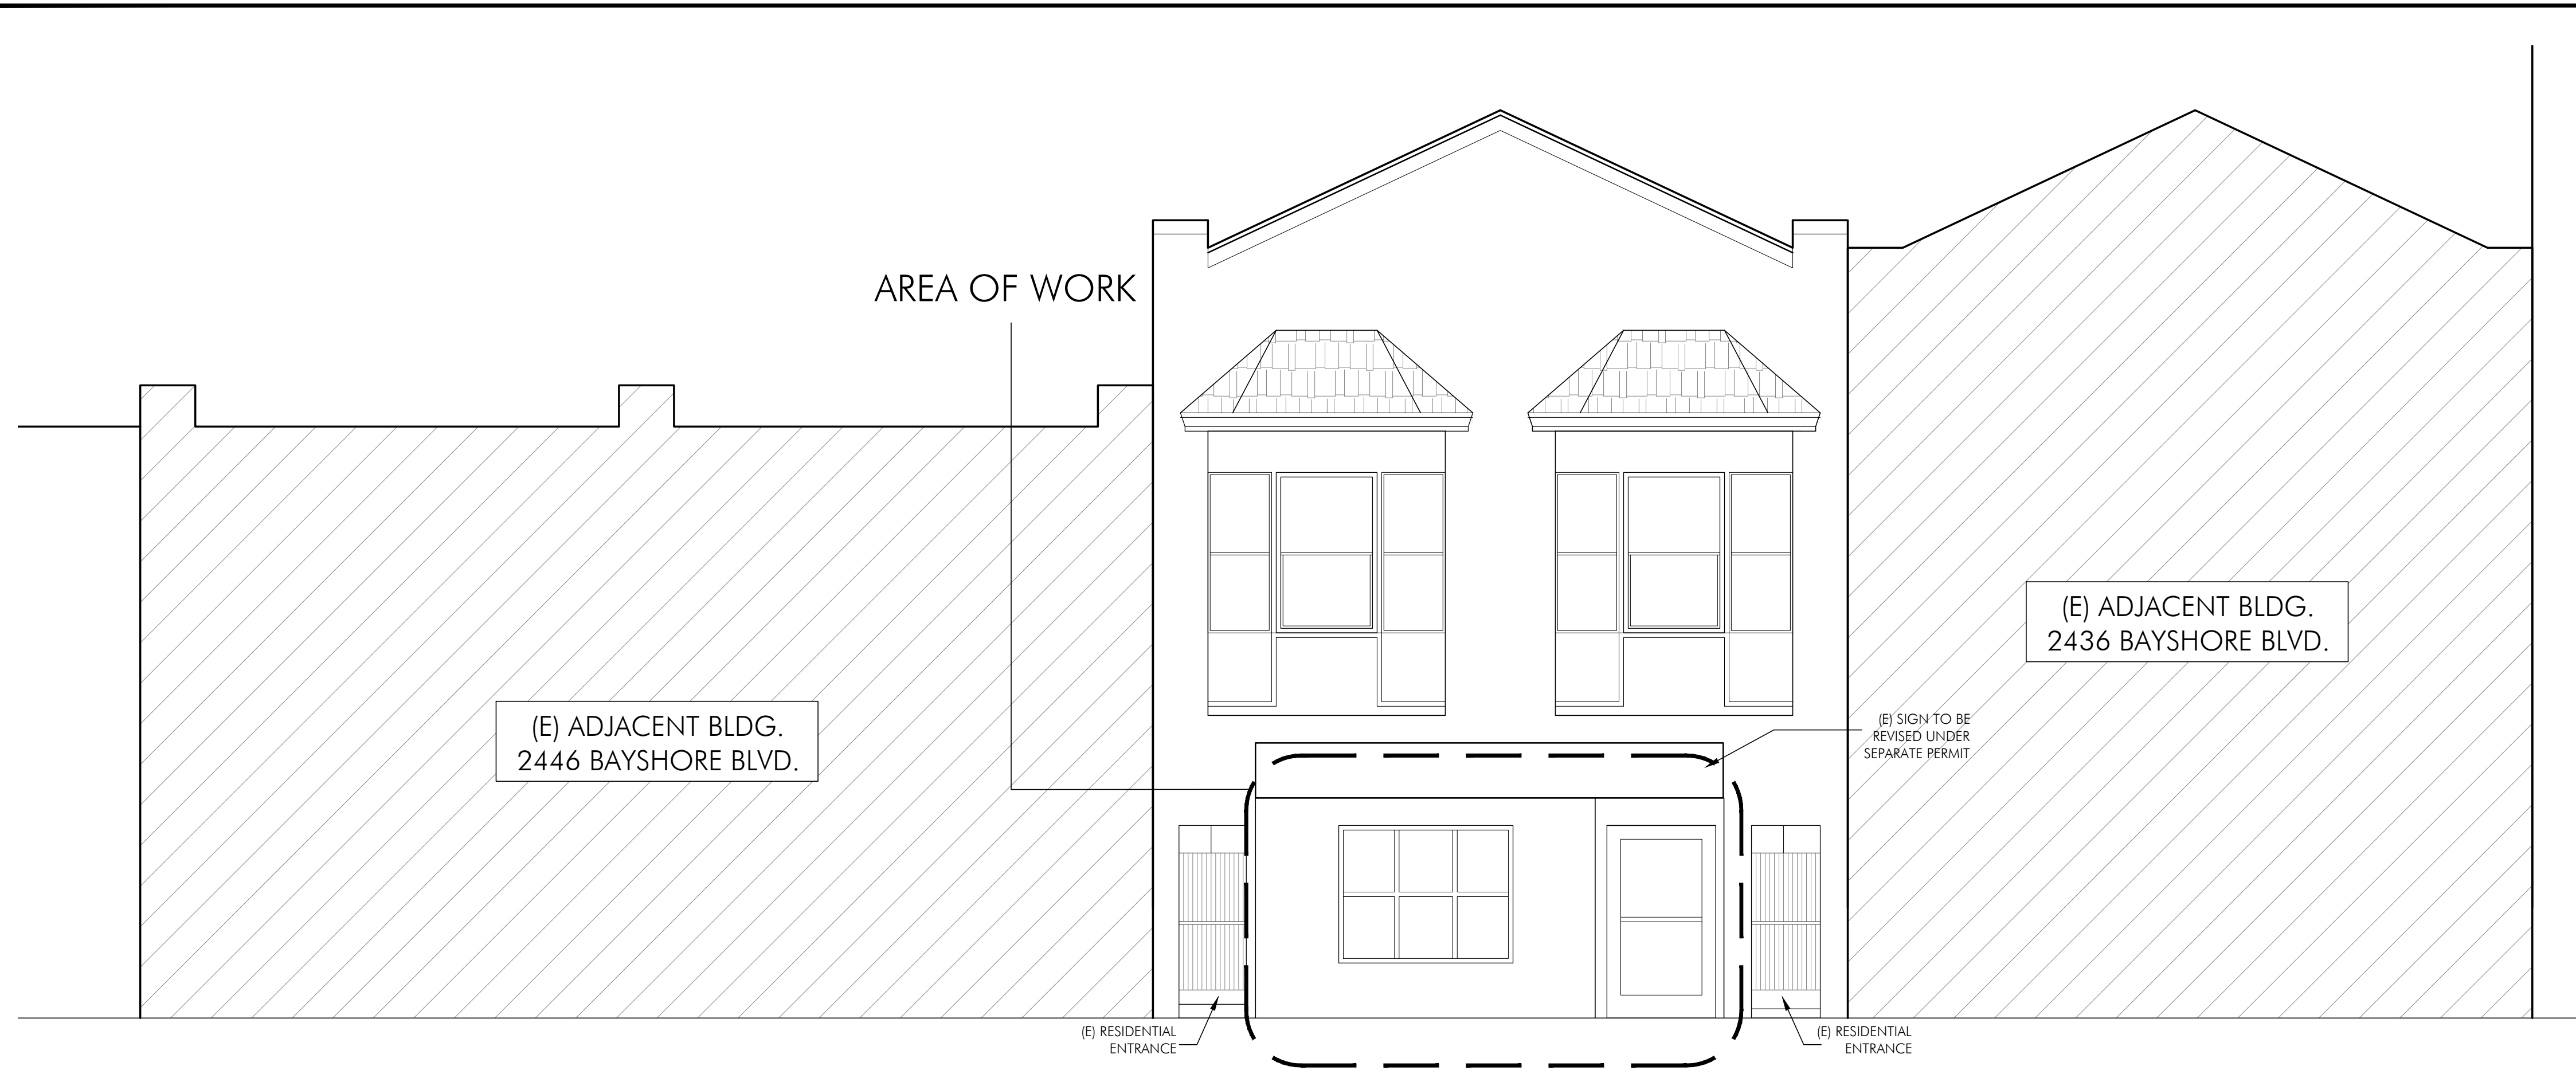 AREA OF WORK
(E) ADJACENT BLDG.
2446 BAYSHORE BLVD.
(E) ADJACENT BLDG.
2436 BAYSHORE BLVD.
(E) SIGN TO BE
REVISED UNDER
SEPARATE PERMIT
(E) RESIDENTIAL
ENTRANCE
(E) RESIDENTIAL
ENTRANCE